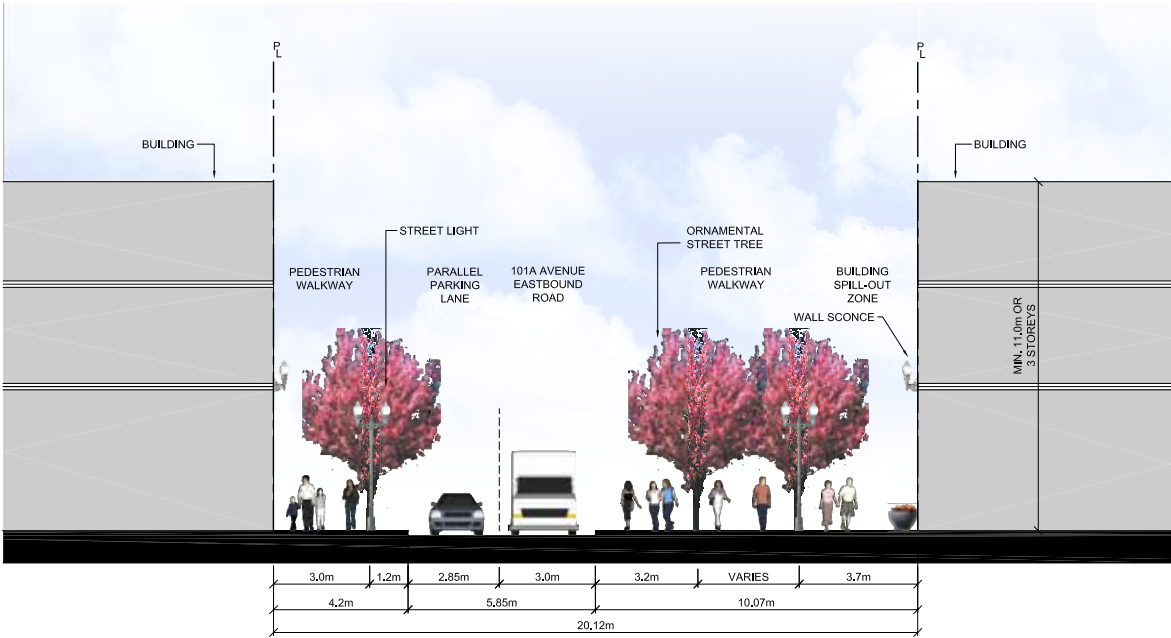 P
L
P
L
BUILDING
BUILDING
STREET LIGHT
ORNAMENTAL
STREET TREE
PEDESTRIAN
WALKWAY
PARALLEL
PARKING
LANE
101A AVENUE
EASTBOUND
ROAD
PEDESTRIAN
WALKWAY
BUILDING
SPILL-OUT
ZONE
WALL SCONCE
MIN. 11.0m OR
3 STOREYS
3.0m
1.2m
2.85m
3.0m
3.2m
VARIES
3.7m
4.2m
5.85m
10.07m
20.12m